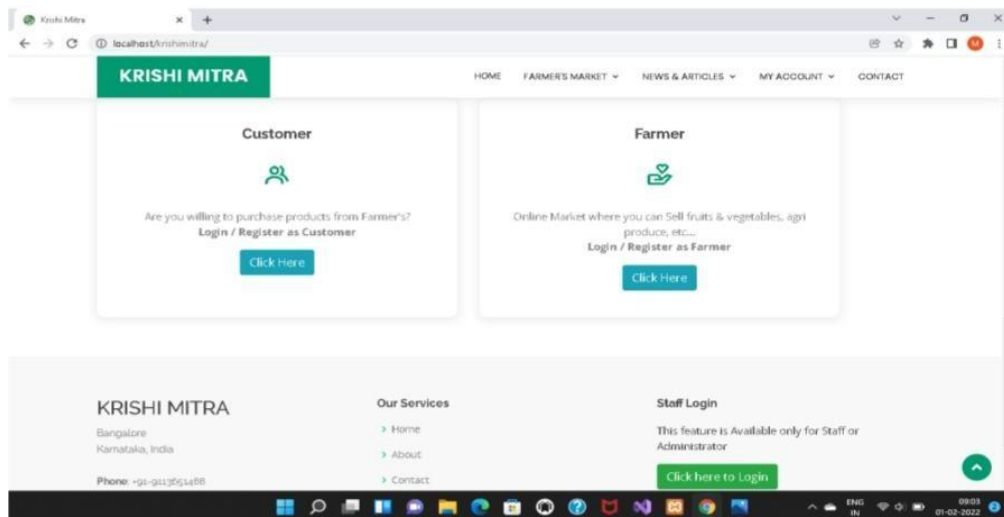 Krishi Mitra
localhost/krishimitra/
KRISHI MITRA
HOME
FARMER'S MARKET
NEWS & ARTICLES
MY ACCOUNT
CONTACT
Customer
Are you willing to purchase products from Farmer's?
Login / Register as Customer
Click Here
Farmer
Online Market where you can Sell fruits & vegetables, agri
produce, etc...
Login / Register as Farmer
Click Here
KRISHI MITRA
Bangalore
Karnataka, India
Phone: +91-9113651488
Our Services
Home
About
Contact
Staff Login
This feature is Available only for Staff or
Administrator
Click here to Login
ENG
IN
09:03
01-02-2022